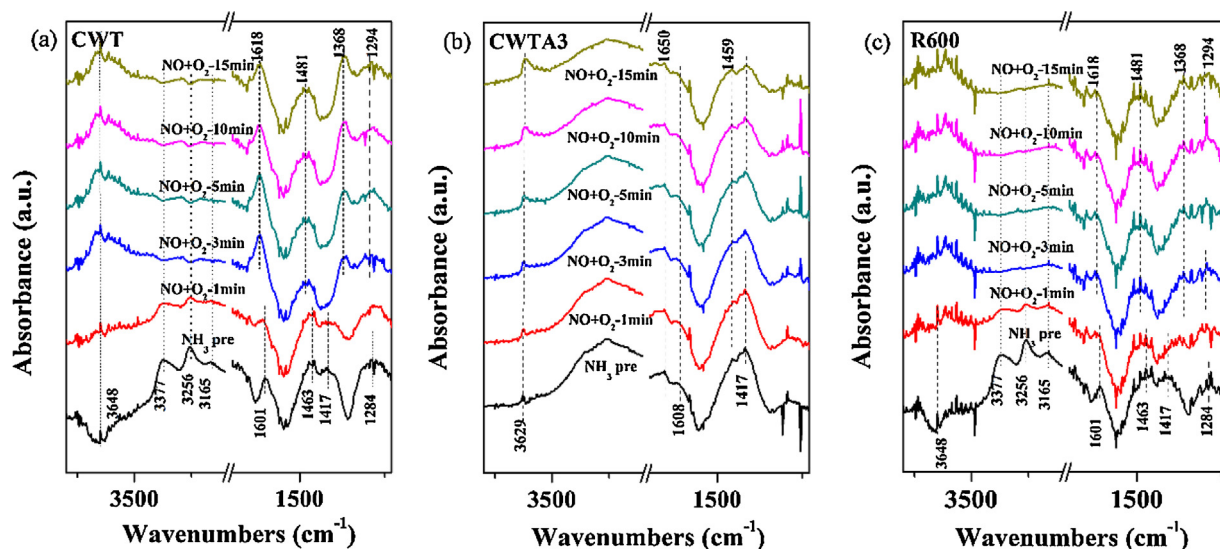 (a) CWT
1618
1481
1368
1294
NO+O2-15min
NO+O2-10min
NO+O2-5min
NO+O2-3min
NO+O2-1min
NH3 pre
3648
3377
3256
3165
1601
1463
1417
1284
Absorbance (a.u.)
3500
1500
Wavenumbers (cm-1)
(b) CWTA3
1650
1459
NO+O2-15min
NO+O2-10min
NO+O2-5min
NO+O2-3min
NO+O2-1min
NH3 pre
3629
1608
1417
Absorbance (a.u.)
3500
1500
Wavenumbers (cm-1)
(c) R600
1618
1481
1368
1294
NO+O2-15min
NO+O2-10min
NO+O2-5min
NO+O2-3min
NO+O2-1min
NH3 pre
3648
3377
3256
3165
1601
1463
1417
1284
Absorbance (a.u.)
3500
1500
Wavenumbers (cm-1)